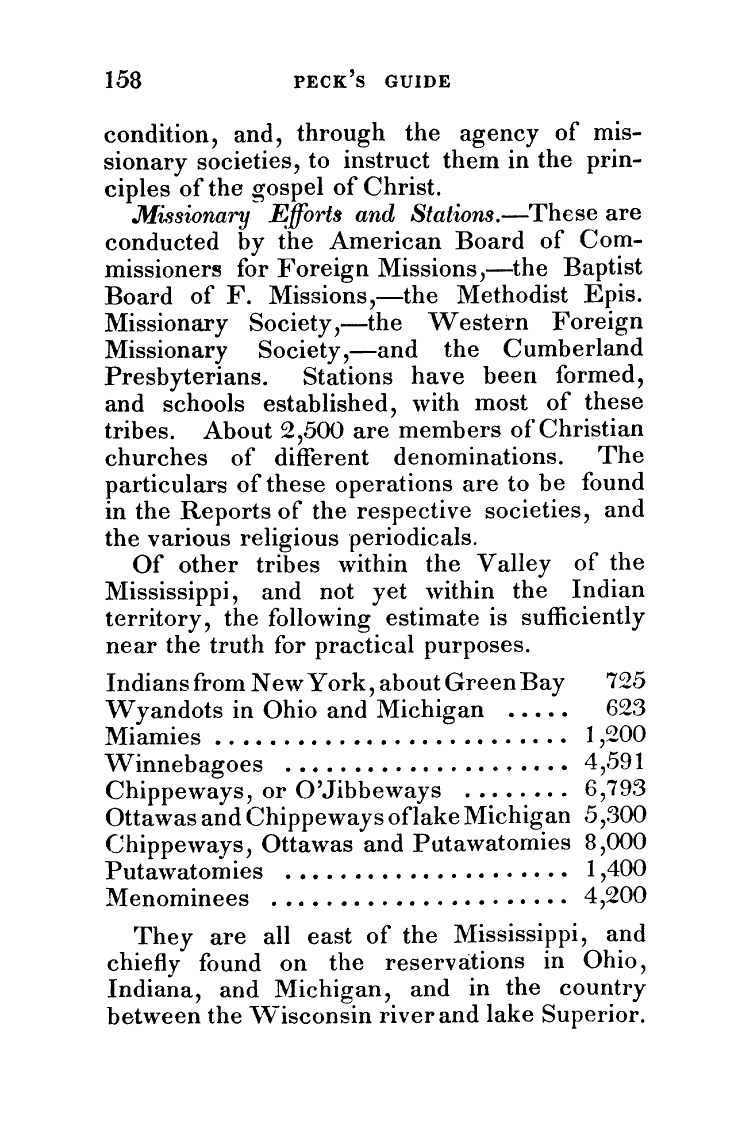 158 PECK'S GUIDE
condition, and, through the agency of mis-
sionary societies, to instruct them in the prin-
ciples of the gospel of Christ.
Missionary Efforts and Stations.—These are
conducted by the American Board of Com-
missioners for Foreign Missions,—the Baptist
Board of F. Missions,—the Methodist Epis.
Missionary Society,—the Western Foreign
Missionary Society,—and the Cumberland
Presbyterians. Stations have been formed,
and schools established, with most of these
tribes. About 2,500 are members of Christian
churches of different denominations. The
particulars of these operations are to be found
in the Reports of the respective societies, and
the various religious periodicals.
Of other tribes within the Valley of the
Mississippi, and not yet within the Indian
territory, the following estimate is sufficiently
near the truth for practical purposes.
Indians from New York, about Green Bay 725
Wyandots in Ohio and Michigan ..... 623
Miamies .......................... 1,200
Winnebagoes ..................... 4,591
Chippeways, or O'Jibbeways ........ 6,793
Ottawas and Chippeways of lake Michigan 5,300
Chippeways, Ottawas and Putawatomies 8,000
Putawatomies ..................... 1,400
Menominees ...................... 4,200
They are all east of the Mississippi, and
chiefly found on the reservations in Ohio,
Indiana, and Michigan, and in the country
between the Wisconsin river and lake Superior.